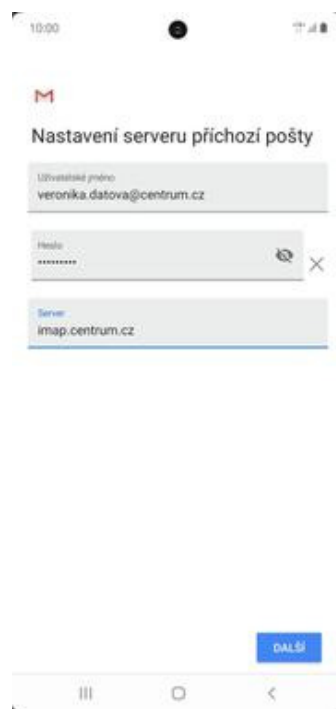 10:00
Nastavení serveru příchozí pošty
Uživatelské jméno
veronika.datova@centrum.cz
Heslo
•••••••••
Server
imap.centrum.cz
DALŠÍ